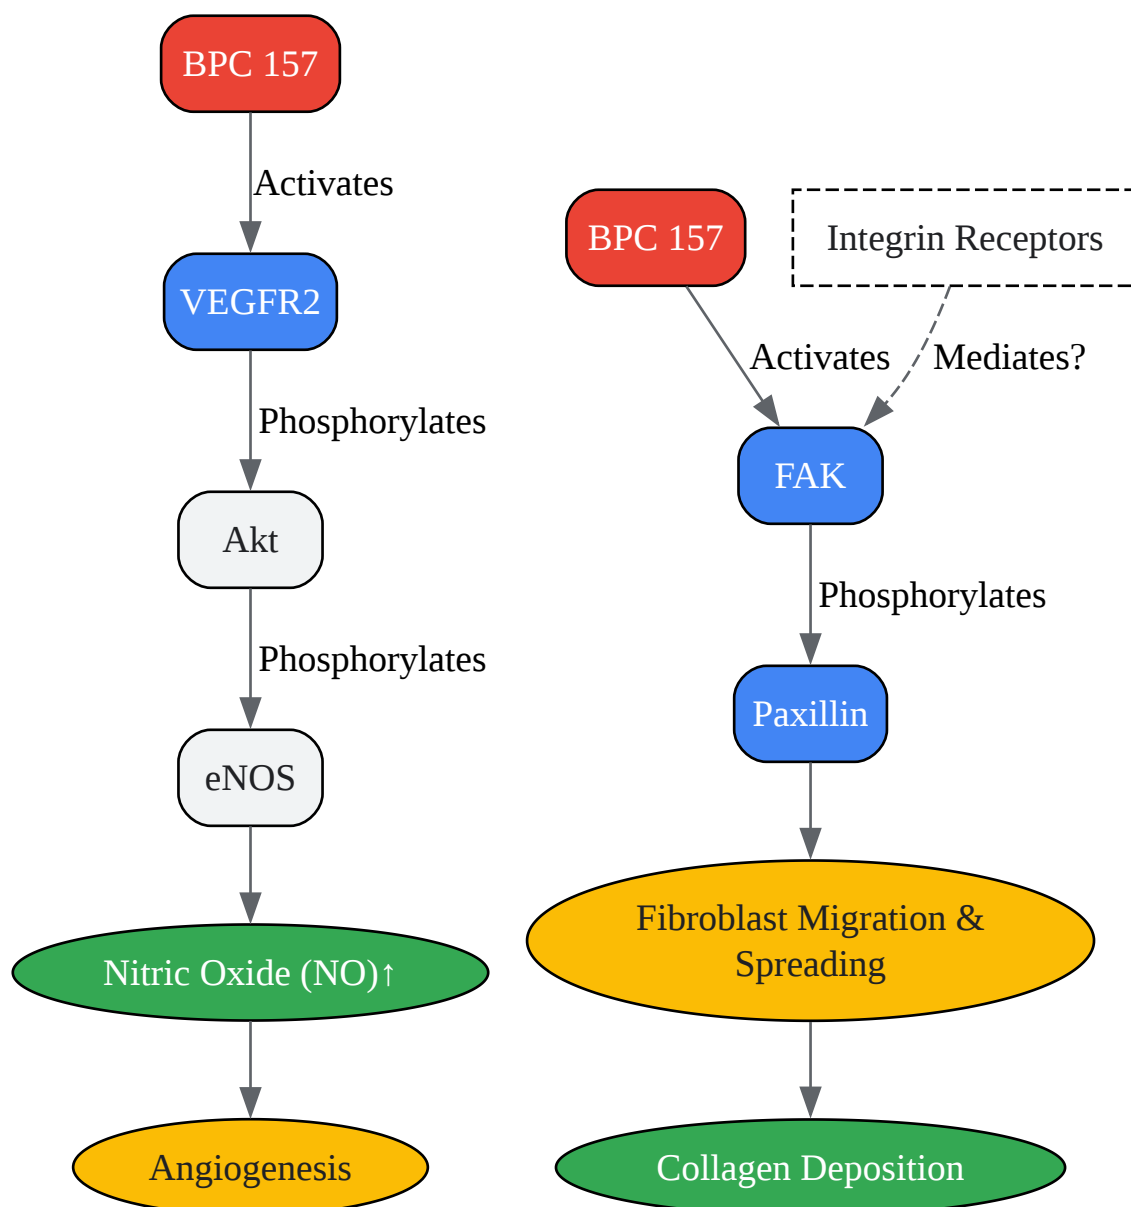 BPC 157
Activates
VEGFR2
Phosphorylates
Akt
Phosphorylates
eNOS
Nitric Oxide (NO)↑
Angiogenesis
BPC 157
Integrin Receptors
Activates
Mediates?
FAK
Phosphorylates
Paxillin
Fibroblast Migration &
Spreading
Collagen Deposition